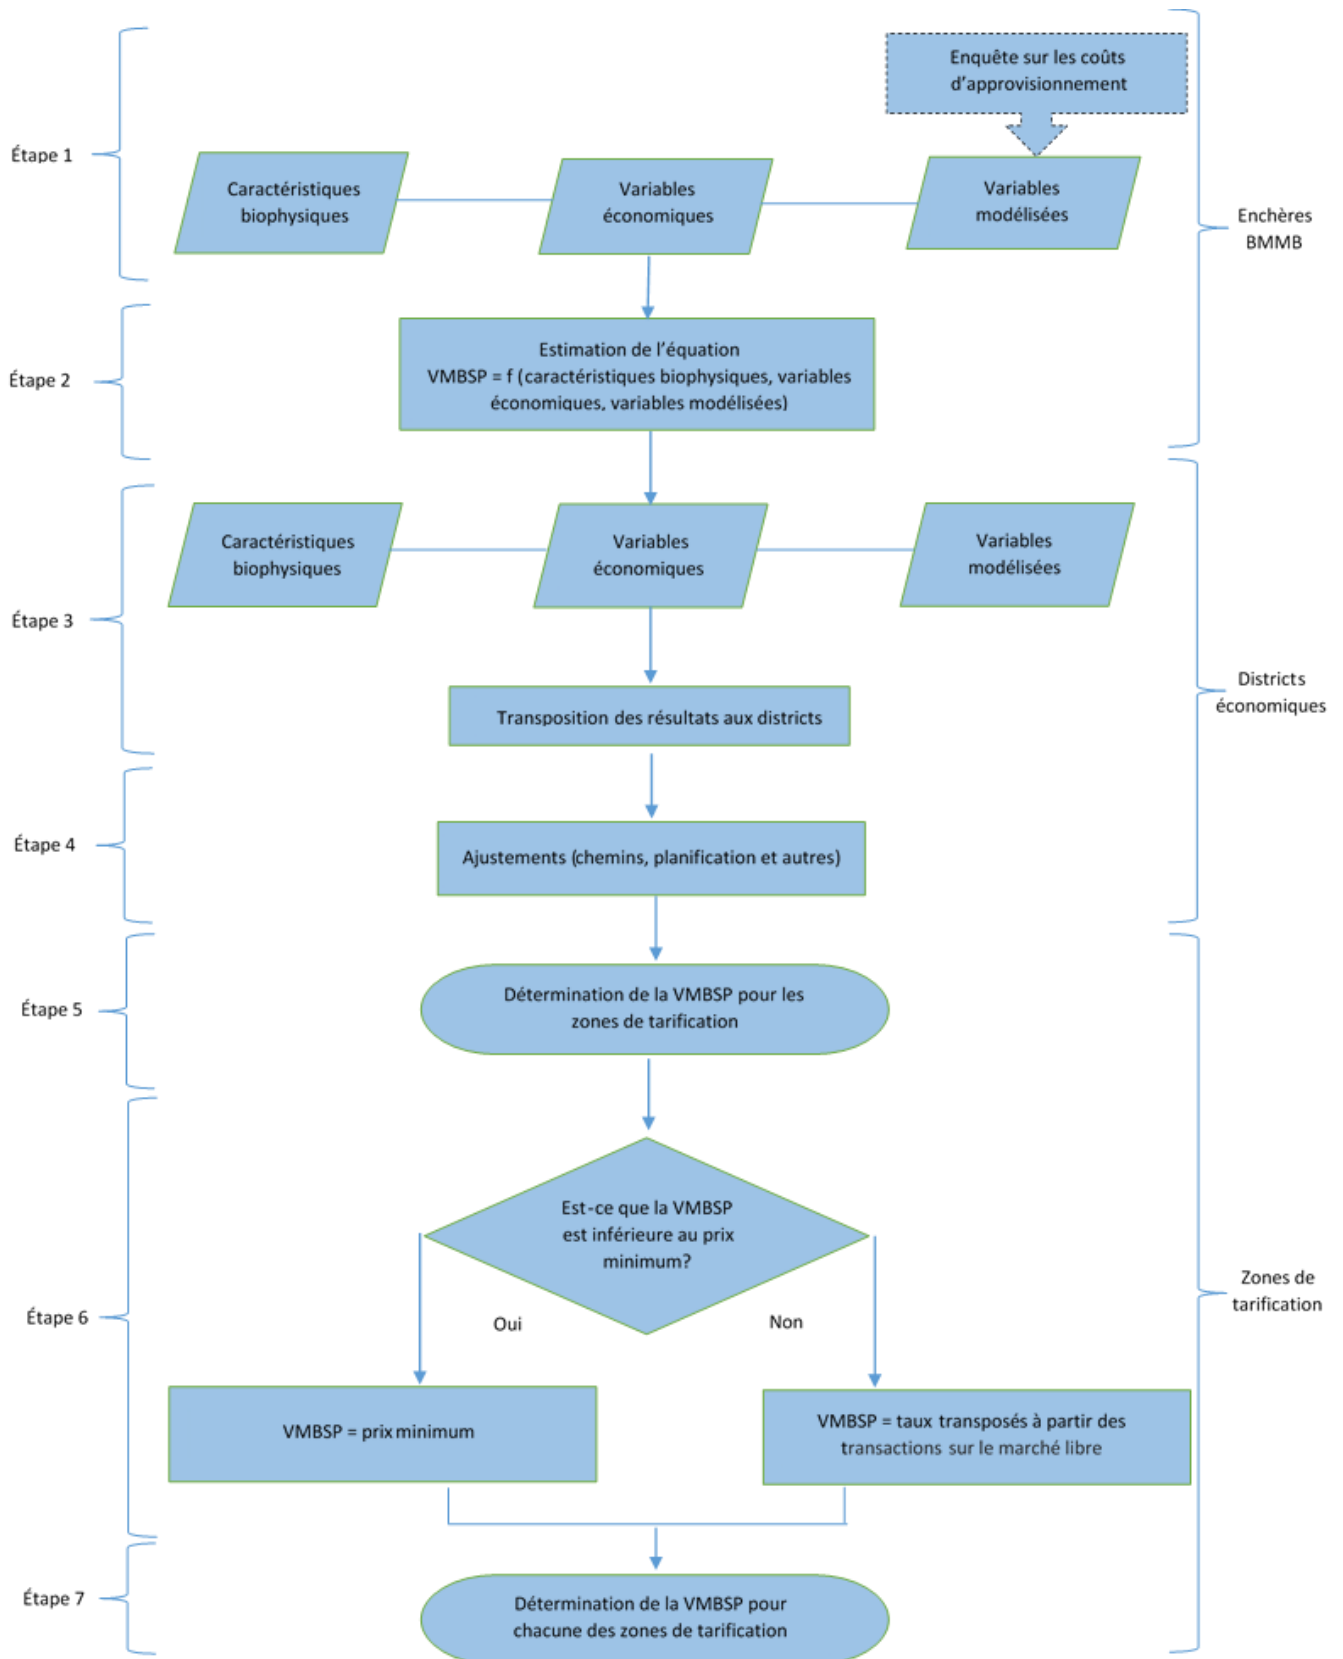 Enquête sur les coûts
d'approvisionnement
Étape 1
Caractéristiques
biophysiques
Variables
économiques
Variables
modélisées
Enchères
BMMB
Étape 2
Estimation de l'équation
VMBSP = f (caractéristiques biophysiques, variables
économiques, variables modélisées)
Étape 3
Caractéristiques
biophysiques
Variables
économiques
Variables
modélisées
Transposition des résultats aux districts
Districts
économiques
Étape 4
Ajustements (chemins, planification et autres)
Étape 5
Détermination de la VMBSP pour les
zones de tarification
Étape 6
Est-ce que la VMBSP
est inférieure au prix
minimum?
Oui
Non
Zones de
tarification
VMBSP = prix minimum
VMBSP = taux transposés à partir des
transactions sur le marché libre
Étape 7
Détermination de la VMBSP pour
chacune des zones de tarification